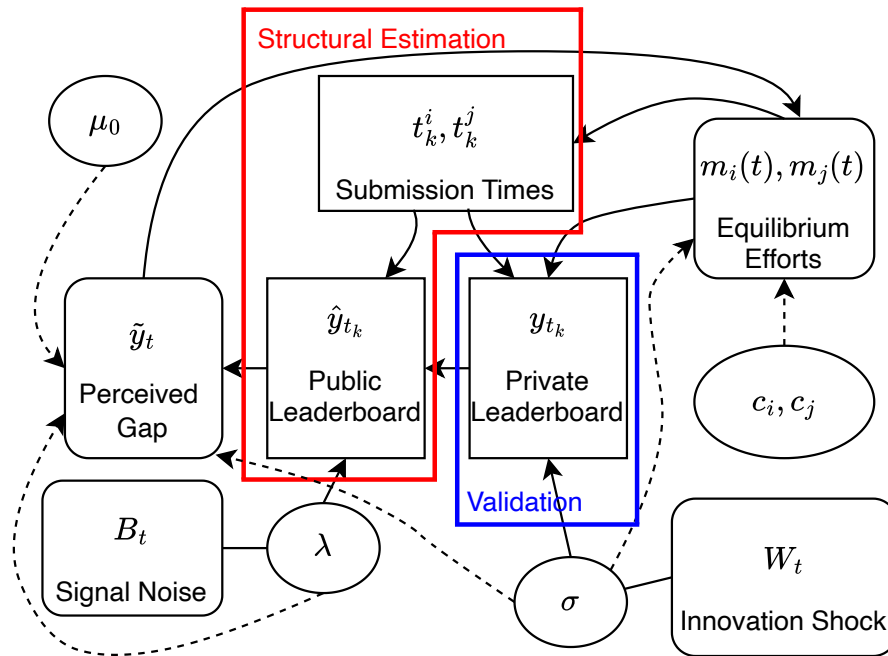 Structural Estimation
μ₀
t_k^i, t_k^j
Submission Times
m_i(t), m_j(t)
Equilibrium
Efforts
ỹ_t
Perceived
Gap
ŷ_{t_k}
Public
Leaderboard
y_{t_k}
Private
Leaderboard
c_i, c_j
Validation
B_t
Signal Noise
λ
σ
W_t
Innovation Shock